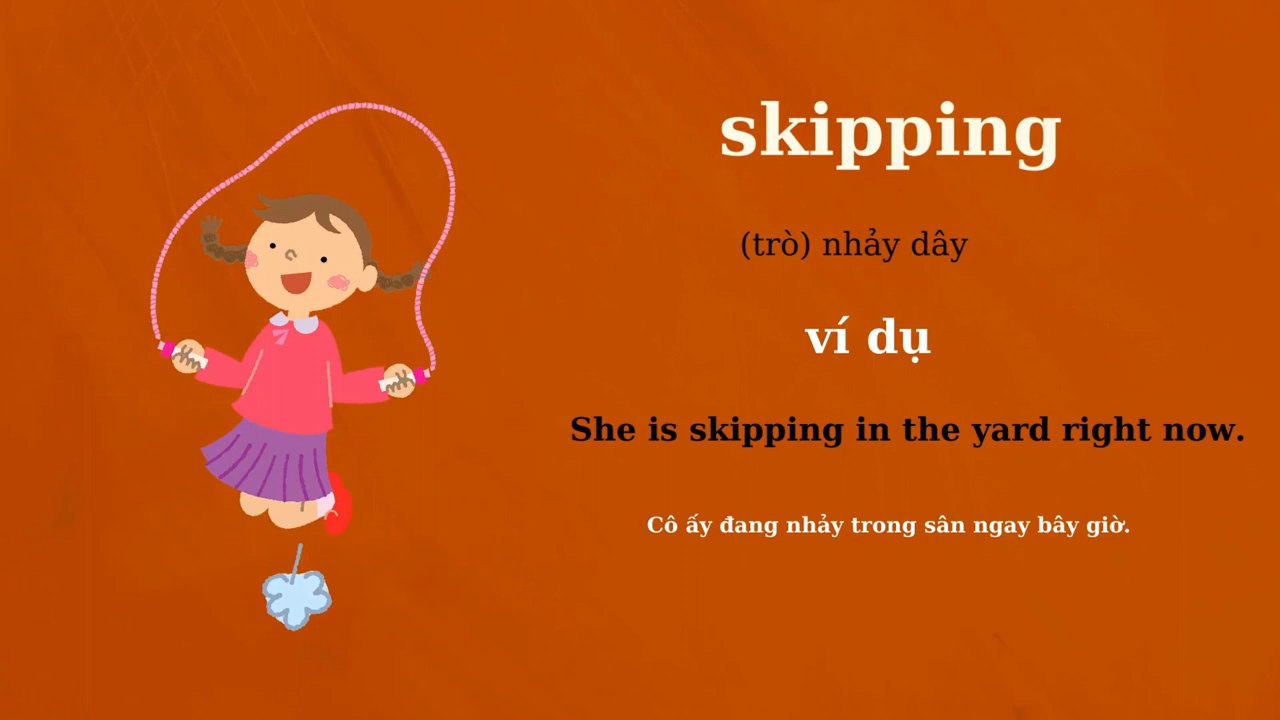 skipping
(trò) nhảy dây
ví dụ
She is skipping in the yard right now.
Cô ấy đang nhảy trong sân ngay bây giờ.